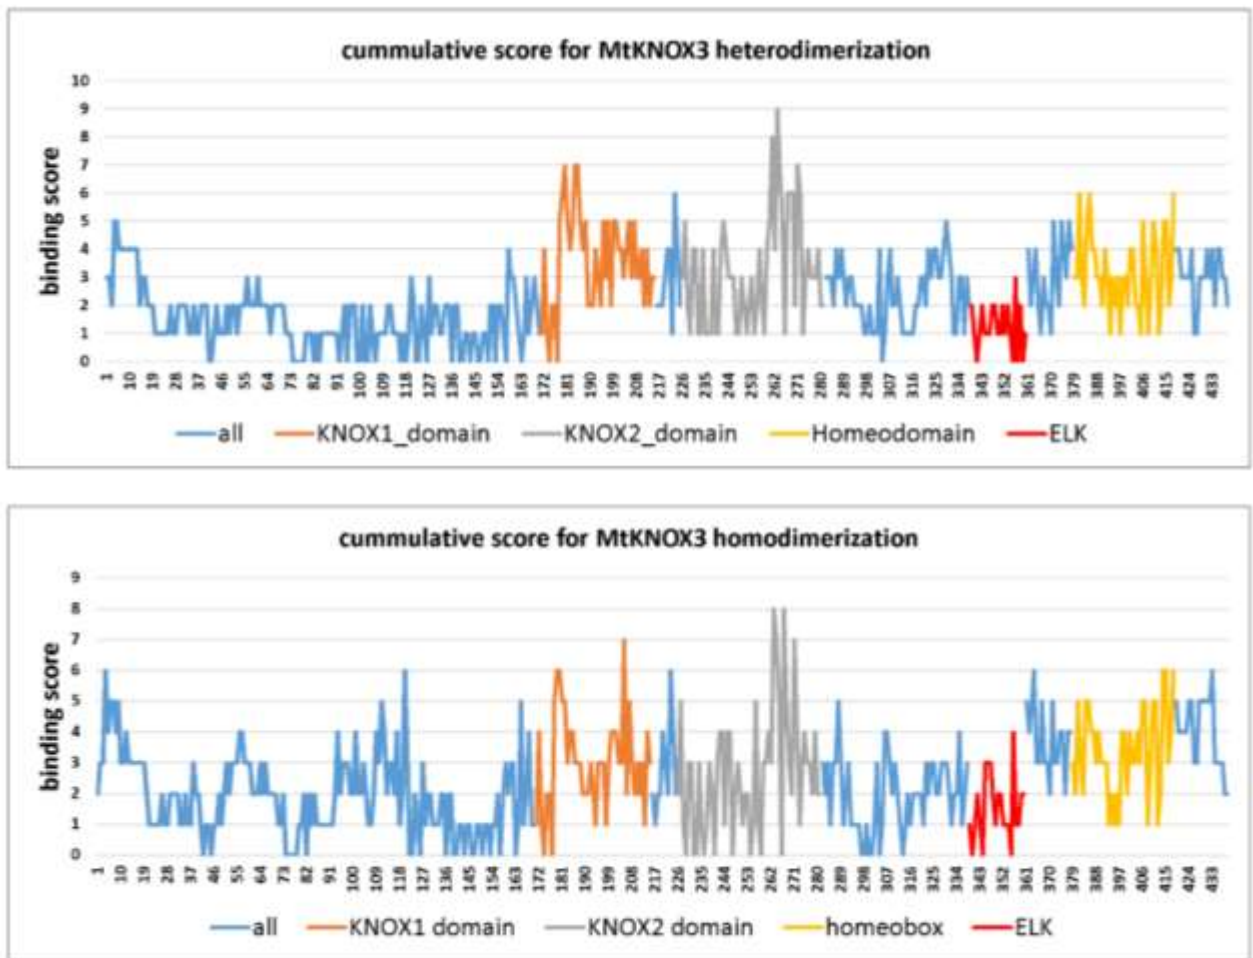 cummulative score for MtKNOX3 heterodimerization
binding score
10
9
8
7
6
5
4
3
2
1
0
1 10 19 28 37 46 55 64 73 82 91 100 109 118 127 136 145 154 163 172 181 190 199 208 217 226 235 244 253 262 271 280 289 298 307 316 325 334 343 352 361 370 379 388 397 406 415 424 433
all KNOX1_domain KNOX2_domain Homeodomain ELK
cummulative score for MtKNOX3 homodimerization
binding score
9
8
7
6
5
4
3
2
1
0
1 10 19 28 37 46 55 64 73 82 91 100 109 118 127 136 145 154 163 172 181 190 199 208 217 226 235 244 253 262 271 280 289 298 307 316 325 334 343 352 361 370 379 388 397 406 415 424 433
all KNOX1 domain KNOX2 domain homeobox ELK